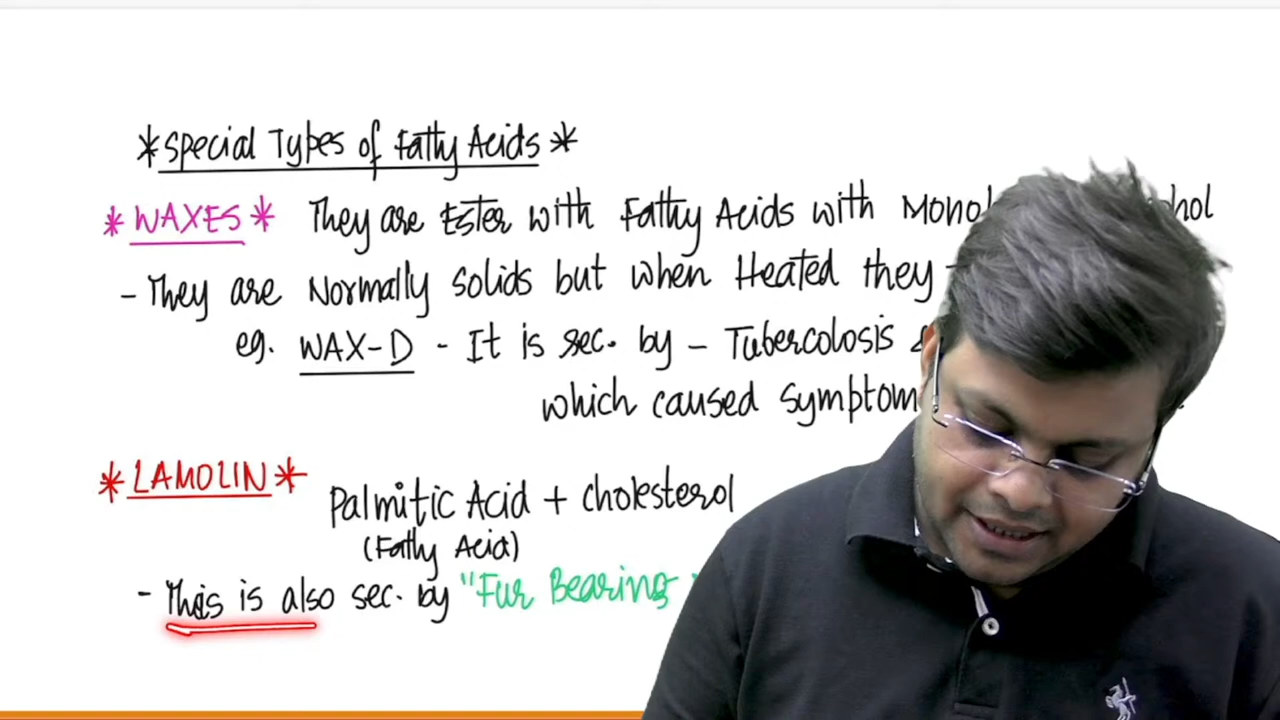 *Special Types of Fatty Acids*
*WAXES* They are Ester with Fatty Acids with
- They are Normally Solids but when Heated they
eg. WAX-D - It is sec. by - Tubercolosis
which caused symptom
*LAMOLIN*
Palmitic Acid + cholesterol
(Fatty Acid)
- This is also sec. by "Fur Bearing